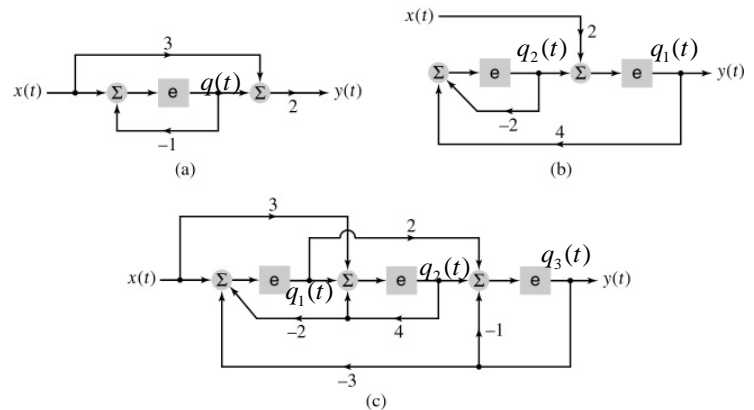 3
x(t) Σ e q(t) Σ 2 y(t)
−1
(a)
x(t)
2
Σ e q₂(t) Σ e q₁(t) y(t)
−2
4
(b)
3 2
x(t) Σ e q₁(t) Σ e q₂(t) Σ e q₃(t) y(t)
−2 4 −1
−3
(c)